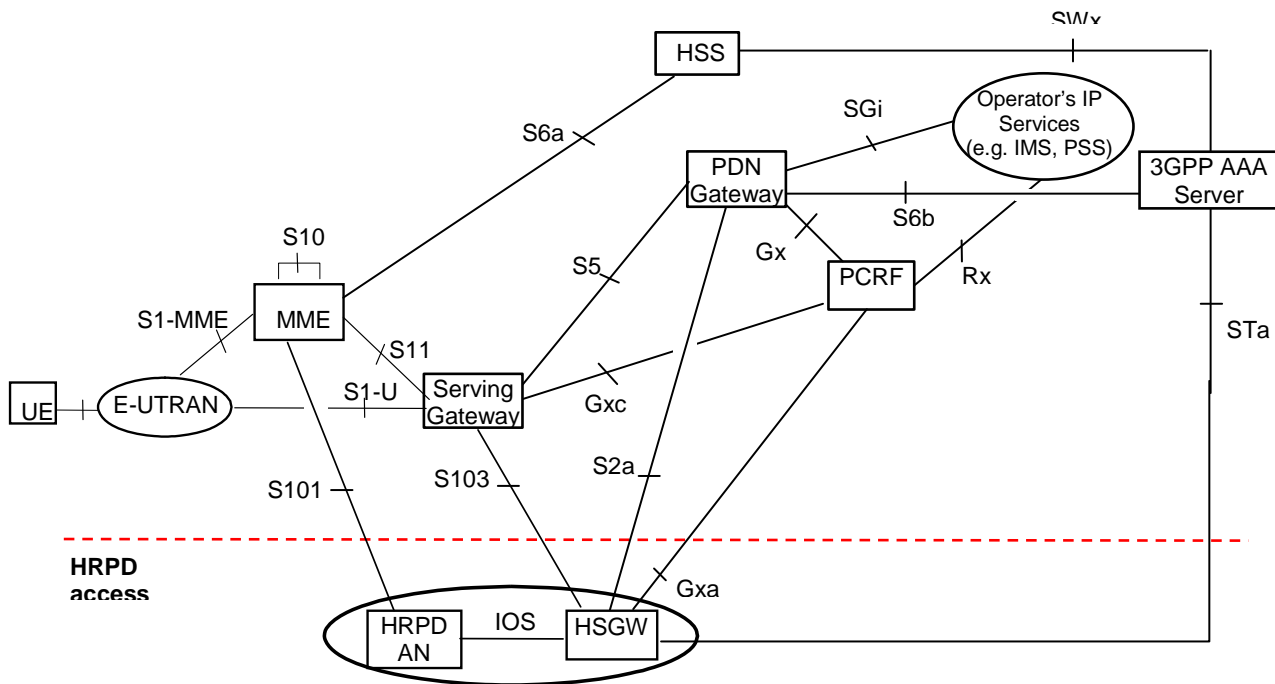 SWx
HSS
Operator's IP
Services
(e.g. IMS, PSS)
SGi
S6a
PDN
Gateway
3GPP AAA
Server
S6b
S10
Gx
S5
PCRF
Rx
S1-MME
MME
STa
S11
S1-U
Serving
Gateway
Gxc
UE
E-UTRAN
S2a
S103
S101
HRPD
access
Gxa
IOS
HRPD
AN
HSGW